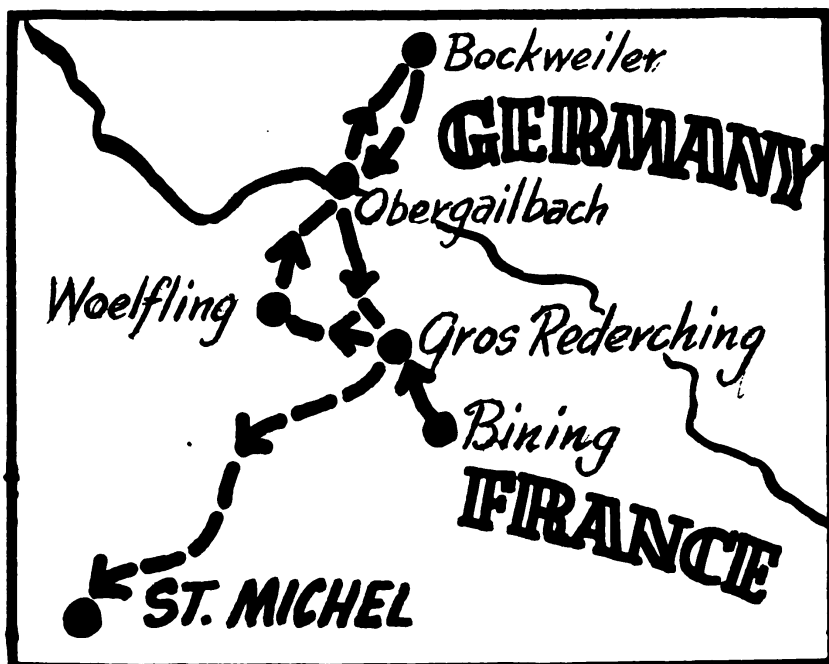 Bockweiler
GERMANY
Obergailbach
Woelfling
Gros Rederching
Bining
FRANCE
ST. MICHEL